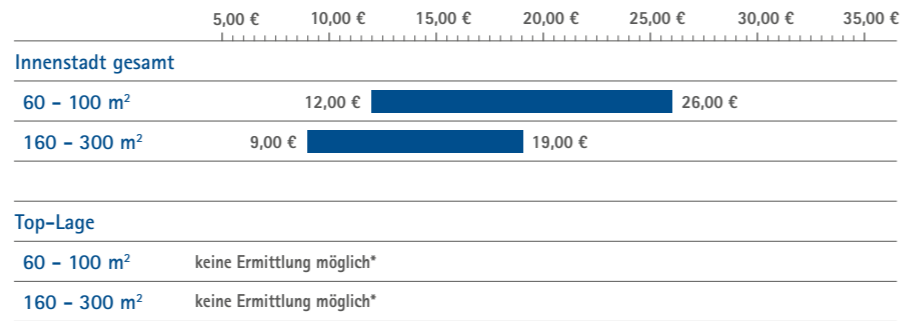 5,00 € 10,00 € 15,00 € 20,00 € 25,00 € 30,00 € 35,00 €
Innenstadt gesamt
60 – 100 m² 12,00 € 26,00 €
160 – 300 m² 9,00 € 19,00 €
Top-Lage
60 – 100 m² keine Ermittlung möglich*
160 – 300 m² keine Ermittlung möglich*